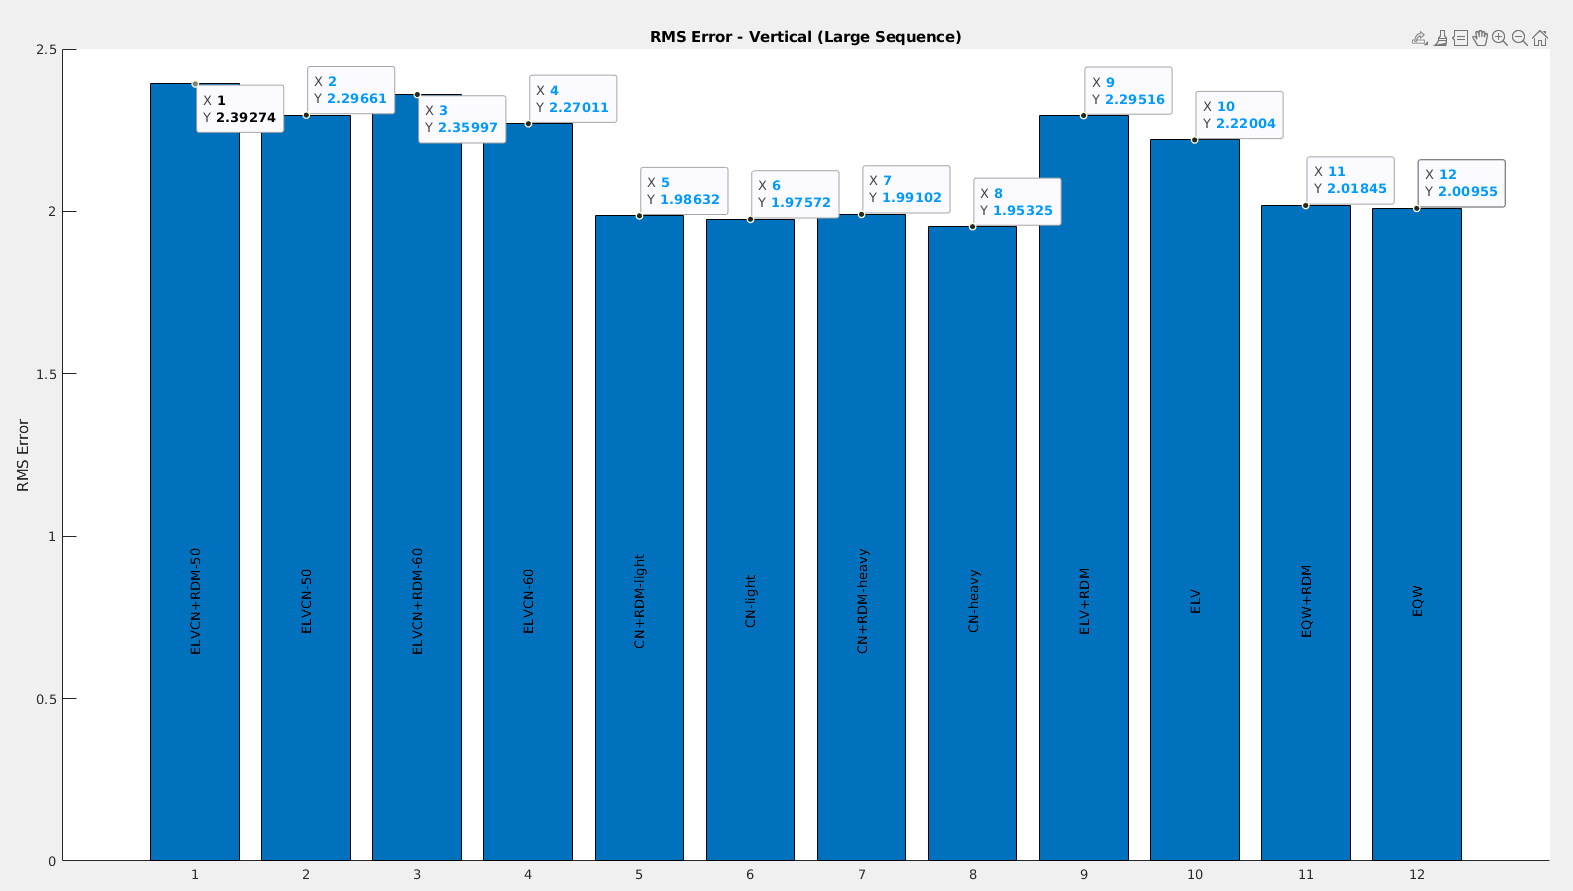 RMS Error - Vertical (Large Sequence)
2.5
2
1.5
1
0.5
0
RMS Error
X 1
Y 2.39274
X 2
Y 2.29661
X 3
Y 2.35997
X 4
Y 2.27011
X 5
Y 1.98632
X 6
Y 1.97572
X 7
Y 1.99102
X 8
Y 1.95325
X 9
Y 2.29516
X 10
Y 2.22004
X 11
Y 2.01845
X 12
Y 2.00955
ELVCN+RDM-50
ELVCN-50
ELVCN+RDM-60
ELVCN-60
CN+RDM-light
CN-light
CN+RDM-heavy
CN-heavy
ELV+RDM
ELV
EQW+RDM
EQW
1 2 3 4 5 6 7 8 9 10 11 12